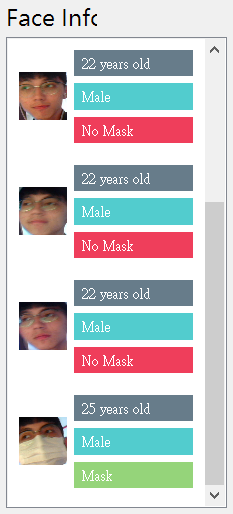 Face Info
22 years old
Male
No Mask
22 years old
Male
No Mask
22 years old
Male
No Mask
25 years old
Male
Mask